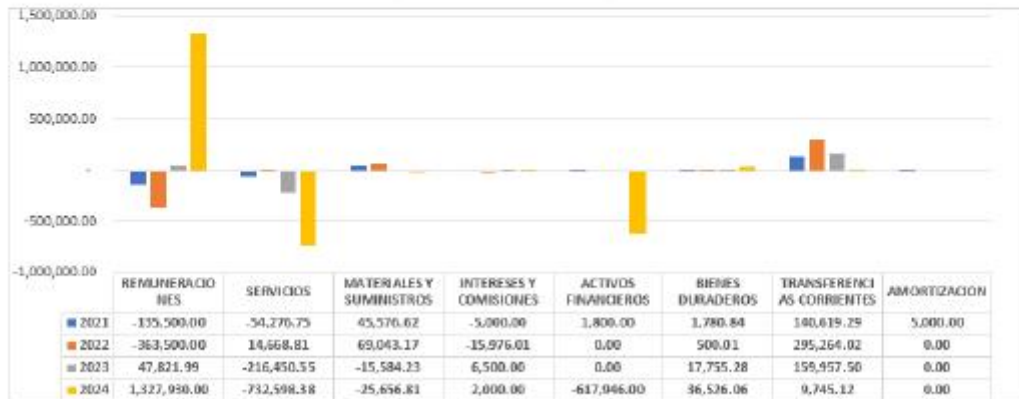 1,500,000.00
1,000,000.00
500,000.00
-
-500,000.00
-1,000,000.00
REMUNERACIO NES SERVICIOS MATERIALES Y SUMINISTROS INTERESES Y COMISIONES ACTIVOS FINANCIEROS BIENES DURADEROS TRANSFERENCI AS CORRIENTES AMORTIZACION
2021 -135,500.00 -54,276.75 45,576.62 -5,000.00 1,800.00 1,780.84 140,619.29 5,000.00
2022 -363,500.00 14,668.81 69,043.17 -15,976.01 0.00 500.01 295,264.02 0.00
2023 47,821.99 -216,450.55 -15,584.23 6,500.00 0.00 17,755.28 159,957.50 0.00
2024 1,327,930.00 -732,598.38 -25,656.81 2,000.00 -617,946.00 36,526.06 9,745.12 0.00